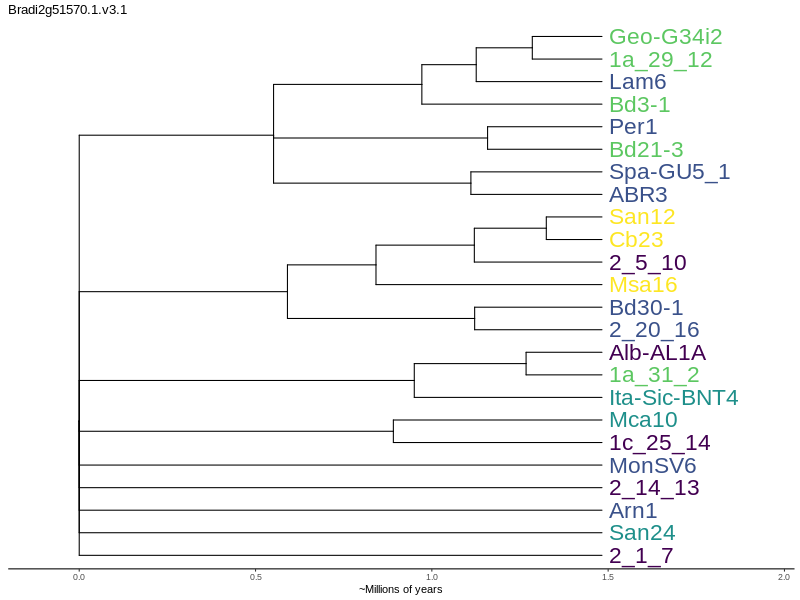 Bradi2g51570.1.v3.1
Geo-G34i2
1a_29_12
Lam6
Bd3-1
Per1
Bd21-3
Spa-GU5_1
ABR3
San12
Cb23
2_5_10
Msa16
Bd30-1
2_20_16
Alb-AL1A
1a_31_2
Ita-Sic-BNT4
Mca10
1c_25_14
MonSV6
2_14_13
Arn1
San24
2_1_7
0.0 0.5 1.0 1.5 2.0
~Millions of years